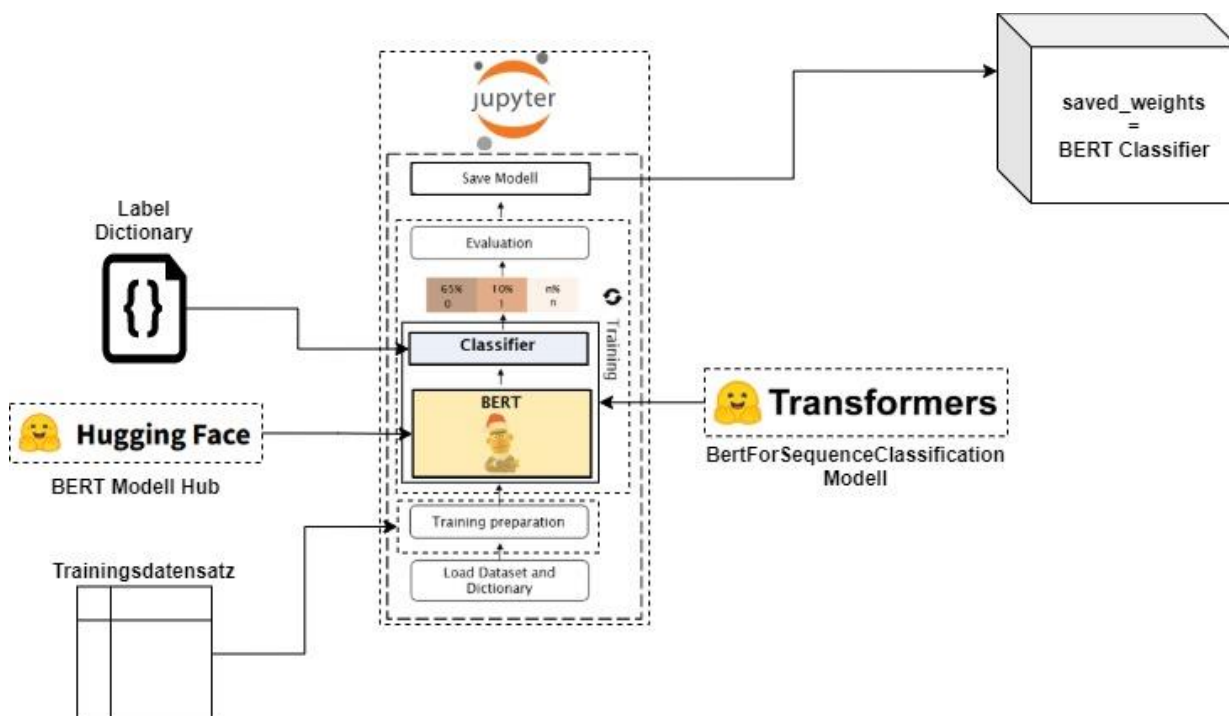 jupyter
saved_weights
=
BERT Classifier
Save Modell
Label
Dictionary
{}
Evaluation
65% 10% n%
0 1 n
Training
Classifier
BERT
Hugging Face
BERT Modell Hub
Transformers
BertForSequenceClassification
Modell
Training preparation
Trainingsdatensatz
Load Dataset and
Dictionary